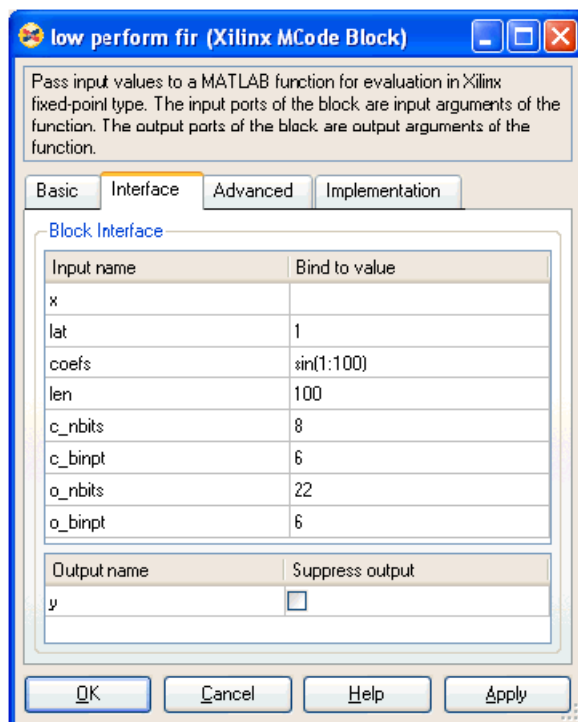 low perform fir (Xilinx MCode Block)
Pass input values to a MATLAB function for evaluation in Xilinx
fixed-point type. The input ports of the block are input arguments of the
function. The output ports of the block are output arguments of the
function.
Basic Interface Advanced Implementation
Block Interface
Input name Bind to value
x
lat 1
coefs sin(1:100)
len 100
c_nbits 8
c_binpt 6
o_nbits 22
o_binpt 6
Output name Suppress output
y
OK Cancel Help Apply